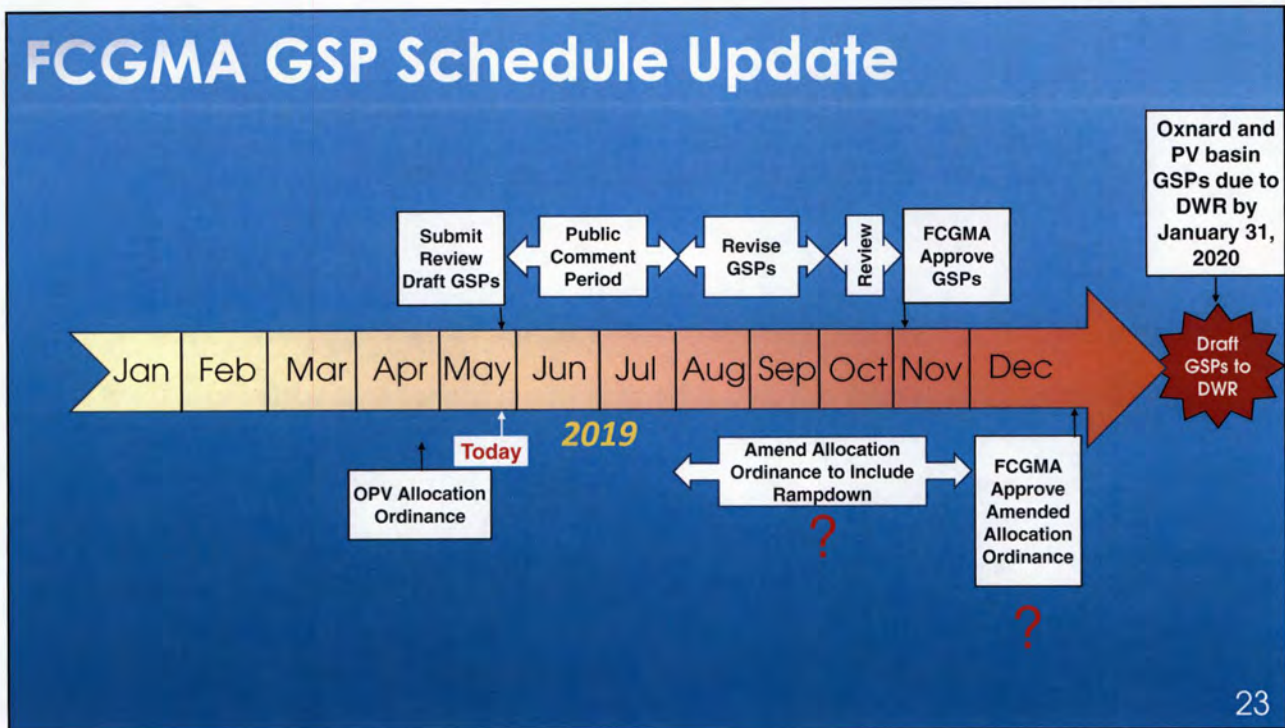 FCGMA GSP Schedule Update
Oxnard and
PV basin
GSPs due to
DWR by
January 31,
2020
Submit
Review
Draft GSPs
Public
Comment
Period
Revise
GSPs
Review
FCGMA
Approve
GSPs
Jan Feb Mar Apr May Jun Jul Aug Sep Oct Nov Dec
Draft
GSPs to
DWR
Today
2019
OPV Allocation
Ordinance
Amend Allocation
Ordinance to Include
Rampdown
?
FCGMA
Approve
Amended
Allocation
Ordinance
?
23